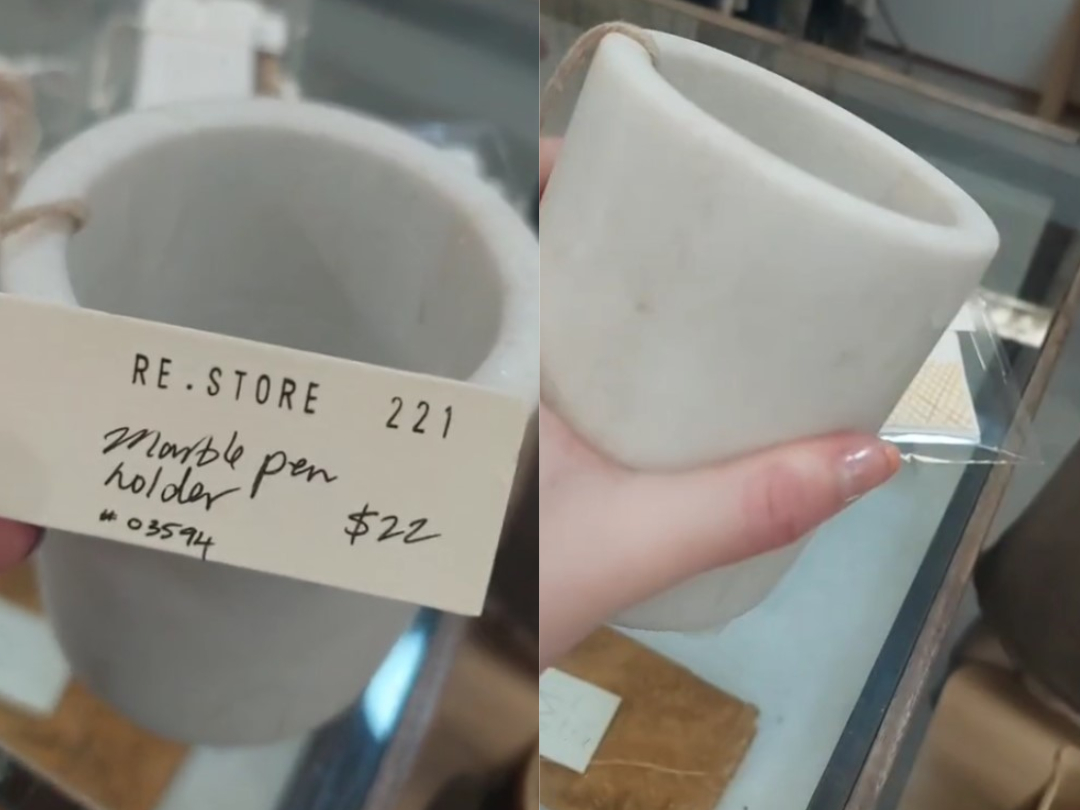 RE.STORE 221
Marble pen
holder
# 03594 $22